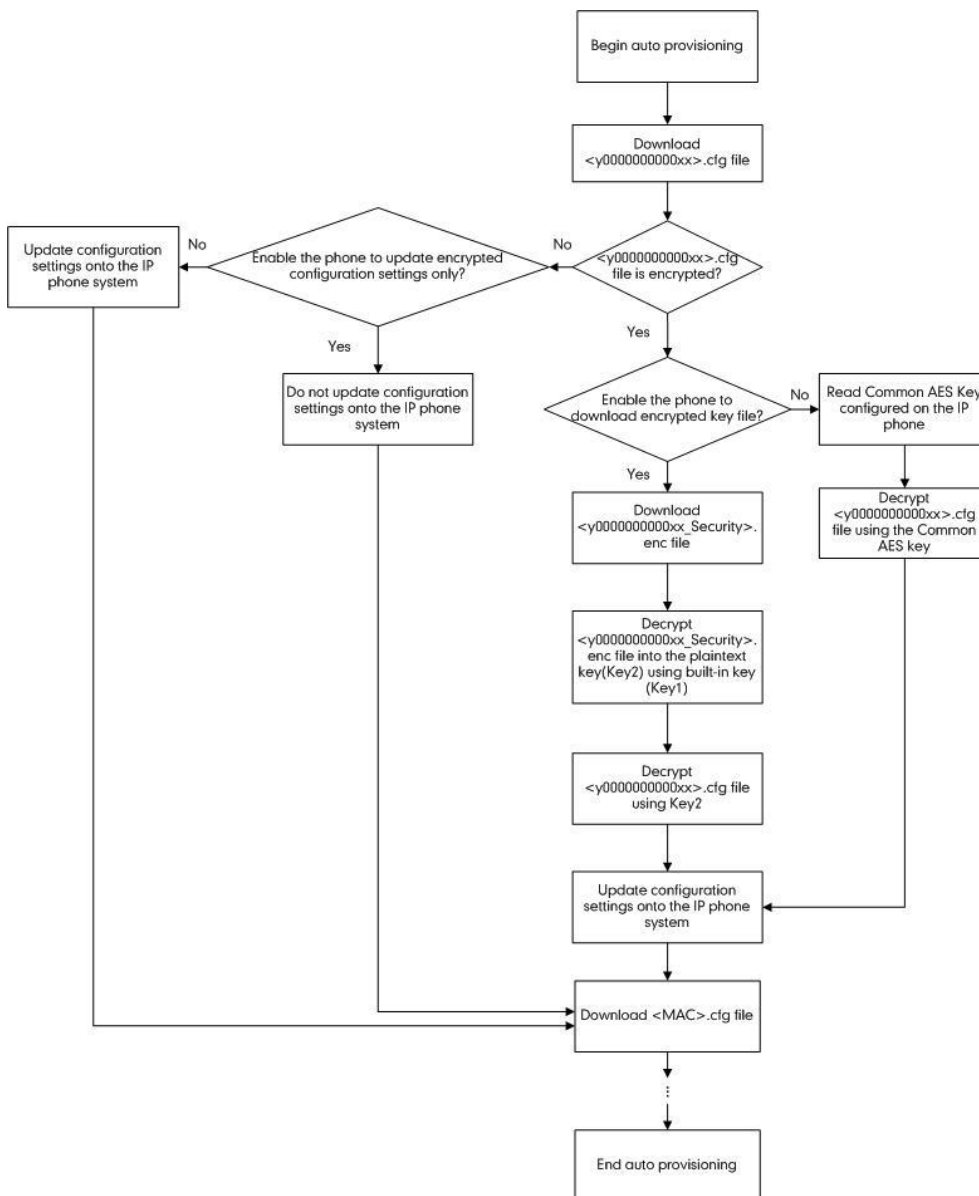 Begin auto provisioning
Download
<y0000000000xx>.cfg file
<y0000000000xx>.cfg
file is encrypted?
No
Enable the phone to update encrypted
configuration settings only?
No
Update configuration
settings onto the IP
phone system
Yes
Do not update configuration
settings onto the IP phone
system
Yes
Enable the phone to
download encrypted key file?
No
Read Common AES Key
configured on the IP
phone
Decrypt
<y0000000000xx>.cfg
file using the Common
AES key
Yes
Download
<y0000000000xx_Security>.
enc file
Decrypt
<y0000000000xx_Security>.
enc file into the plaintext
key(Key2) using built-in key
(Key1)
Decrypt
<y0000000000xx>.cfg file
using Key2
Update configuration
settings onto the IP phone
system
Download <MAC>.cfg file
...
End auto provisioning